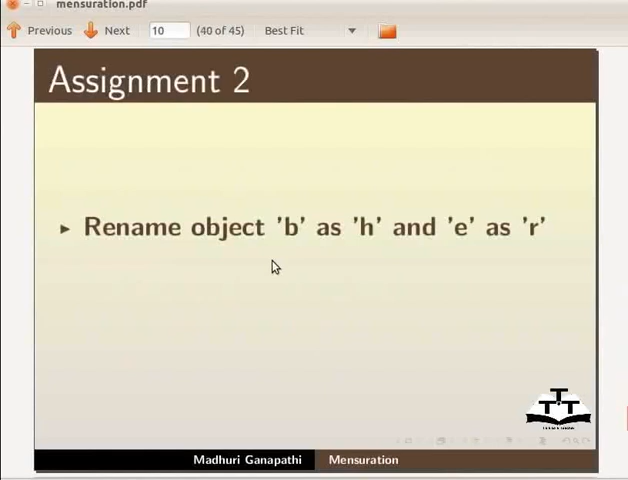 mensuration.pdf
Previous Next 10 (40 of 45) Best Fit
Assignment 2
▸ Rename object 'b' as 'h' and 'e' as 'r'
TTT
Madhuri Ganapathi Mensuration